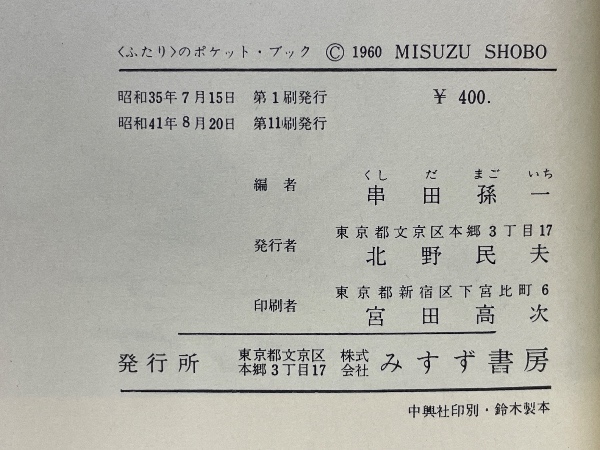 〈ふたり〉のポケット・ブック © 1960 MISUZU SHOBO
昭和35年7月15日 第1刷発行 ¥ 400.
昭和41年8月20日 第11刷発行
くし だ まご いち
編者 串田孫一
東京都文京区本郷3丁目17
発行者 北野民夫
東京都新宿区下宮比町6
印刷者 宮田高次
発行所 東京都文京区 株式 みすず書房
本郷3丁目17 会社
中興社印別・鈴木製本